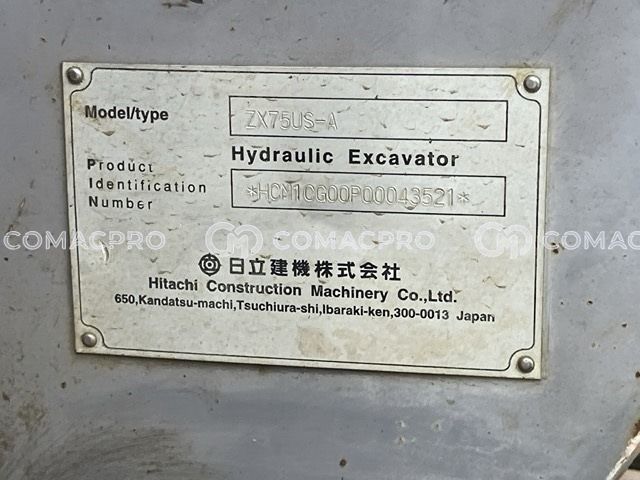 Model/type ZX75US-A
Hydraulic Excavator
Product
Identification
Number
*HCM1CG00P00043521*
COMACPRO COMACPRO COMACPRO
日立建機株式会社
Hitachi Construction Machinery Co.,Ltd.
650,Kandatsu-machi,Tsuchiura-shi,Ibaraki-ken,300-0013 Japan